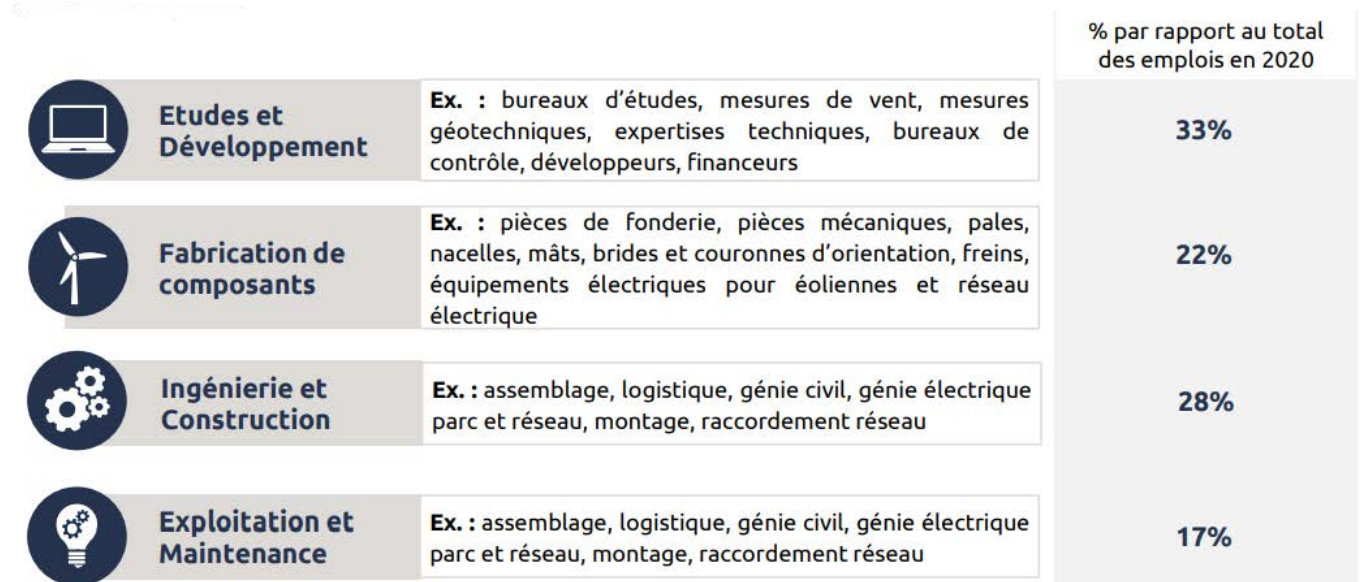 % par rapport au total
des emplois en 2020
Etudes et
Développement
Ex. : bureaux d'études, mesures de vent, mesures
géotechniques, expertises techniques, bureaux de
contrôle, développeurs, financeurs
33%
Fabrication de
composants
Ex. : pièces de fonderie, pièces mécaniques, pales,
nacelles, mâts, brides et couronnes d'orientation, freins,
équipements électriques pour éoliennes et réseau
électrique
22%
Ingénierie et
Construction
Ex. : assemblage, logistique, génie civil, génie électrique
parc et réseau, montage, raccordement réseau
28%
Exploitation et
Maintenance
Ex. : assemblage, logistique, génie civil, génie électrique
parc et réseau, montage, raccordement réseau
17%